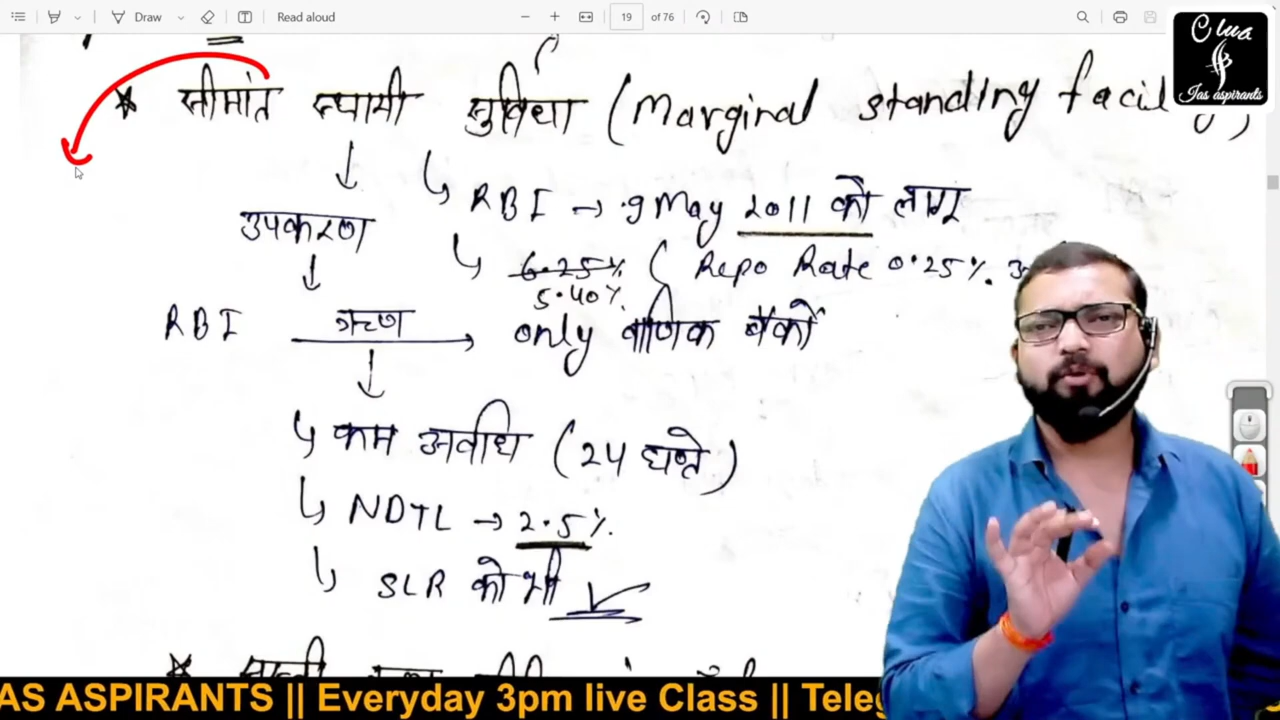 Draw
Read aloud
19 of 76
Clua
Ias aspirants
* सीमांत स्थायी सुविधा (Marginal standing facil
↓
↳ RBI → 9 May 2011 को लागू
उपकरण
↳ 6.25% ( Repo Rate 0.25%.
5.40%.
RBI ऋण → only वाणिक बैंकों
↳ कम अवधि (24 घण्टे)
↳ NDTL → 2.5%.
↳ SLR को भी
AS ASPIRANTS || Everyday 3pm live Class || Teleg